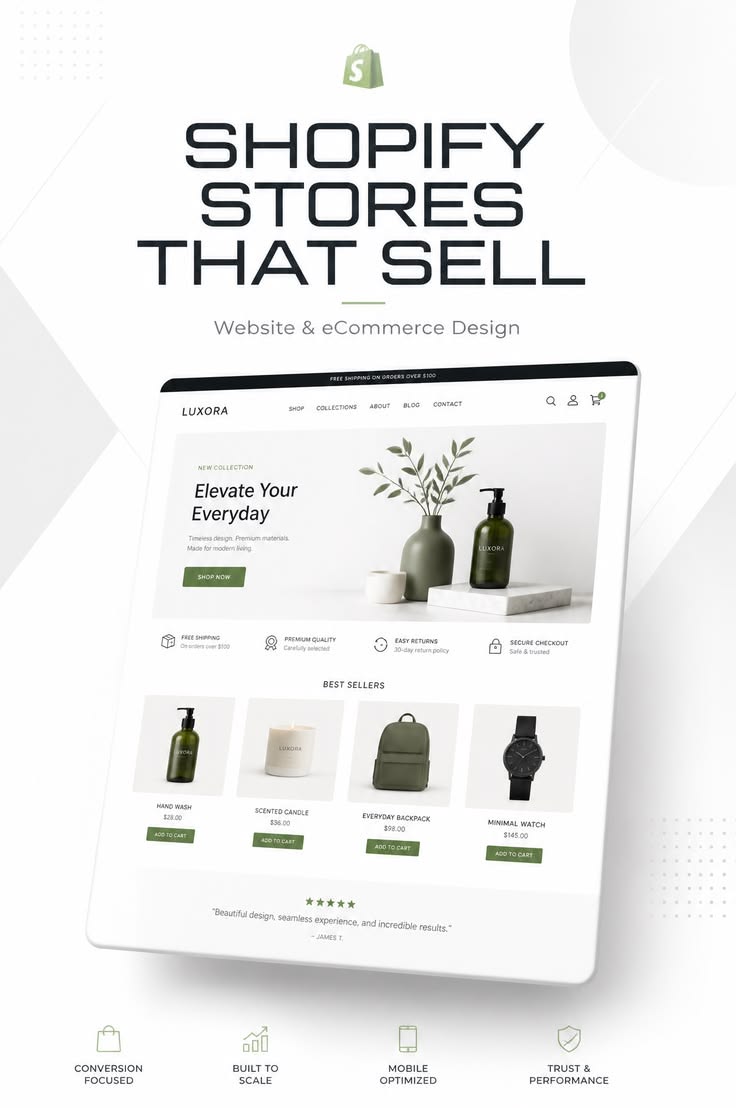 SHOPIFY
STORES
THAT SELL
Website & eCommerce Design
FREE SHIPPING ON ORDERS OVER $100
LUXORA
SHOP COLLECTIONS ABOUT BLOG CONTACT
NEW COLLECTION
Elevate Your
Everyday
Timeless design. Premium materials.
Made for modern living.
SHOP NOW
LUXORA
FREE SHIPPING
On orders over $100
PREMIUM QUALITY
Carefully selected
EASY RETURNS
30-day return policy
SECURE CHECKOUT
Safe & trusted
BEST SELLERS
LUXORA
LUXORA
HAND WASH
$28.00
ADD TO CART
SCENTED CANDLE
$36.00
ADD TO CART
EVERYDAY BACKPACK
$98.00
ADD TO CART
MINIMAL WATCH
$145.00
ADD TO CART
"Beautiful design, seamless experience, and incredible results."
– JAMES T.
CONVERSION
FOCUSED
BUILT TO
SCALE
MOBILE
OPTIMIZED
TRUST &
PERFORMANCE